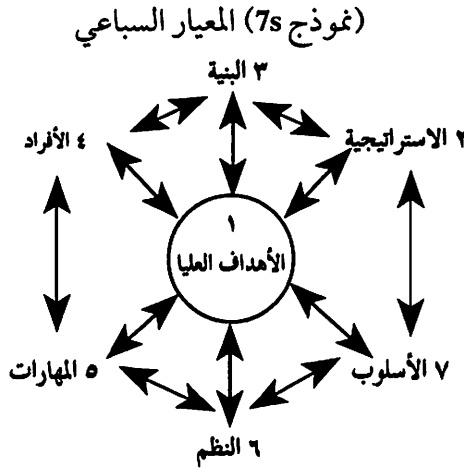 (نموذج 7s) المعيار السباعي
٣ البنية
٢ الاستراتيجية
٤ الأفراد
١
الأهداف العليا
٧ الأسلوب
٥ المهارات
٦ النظم